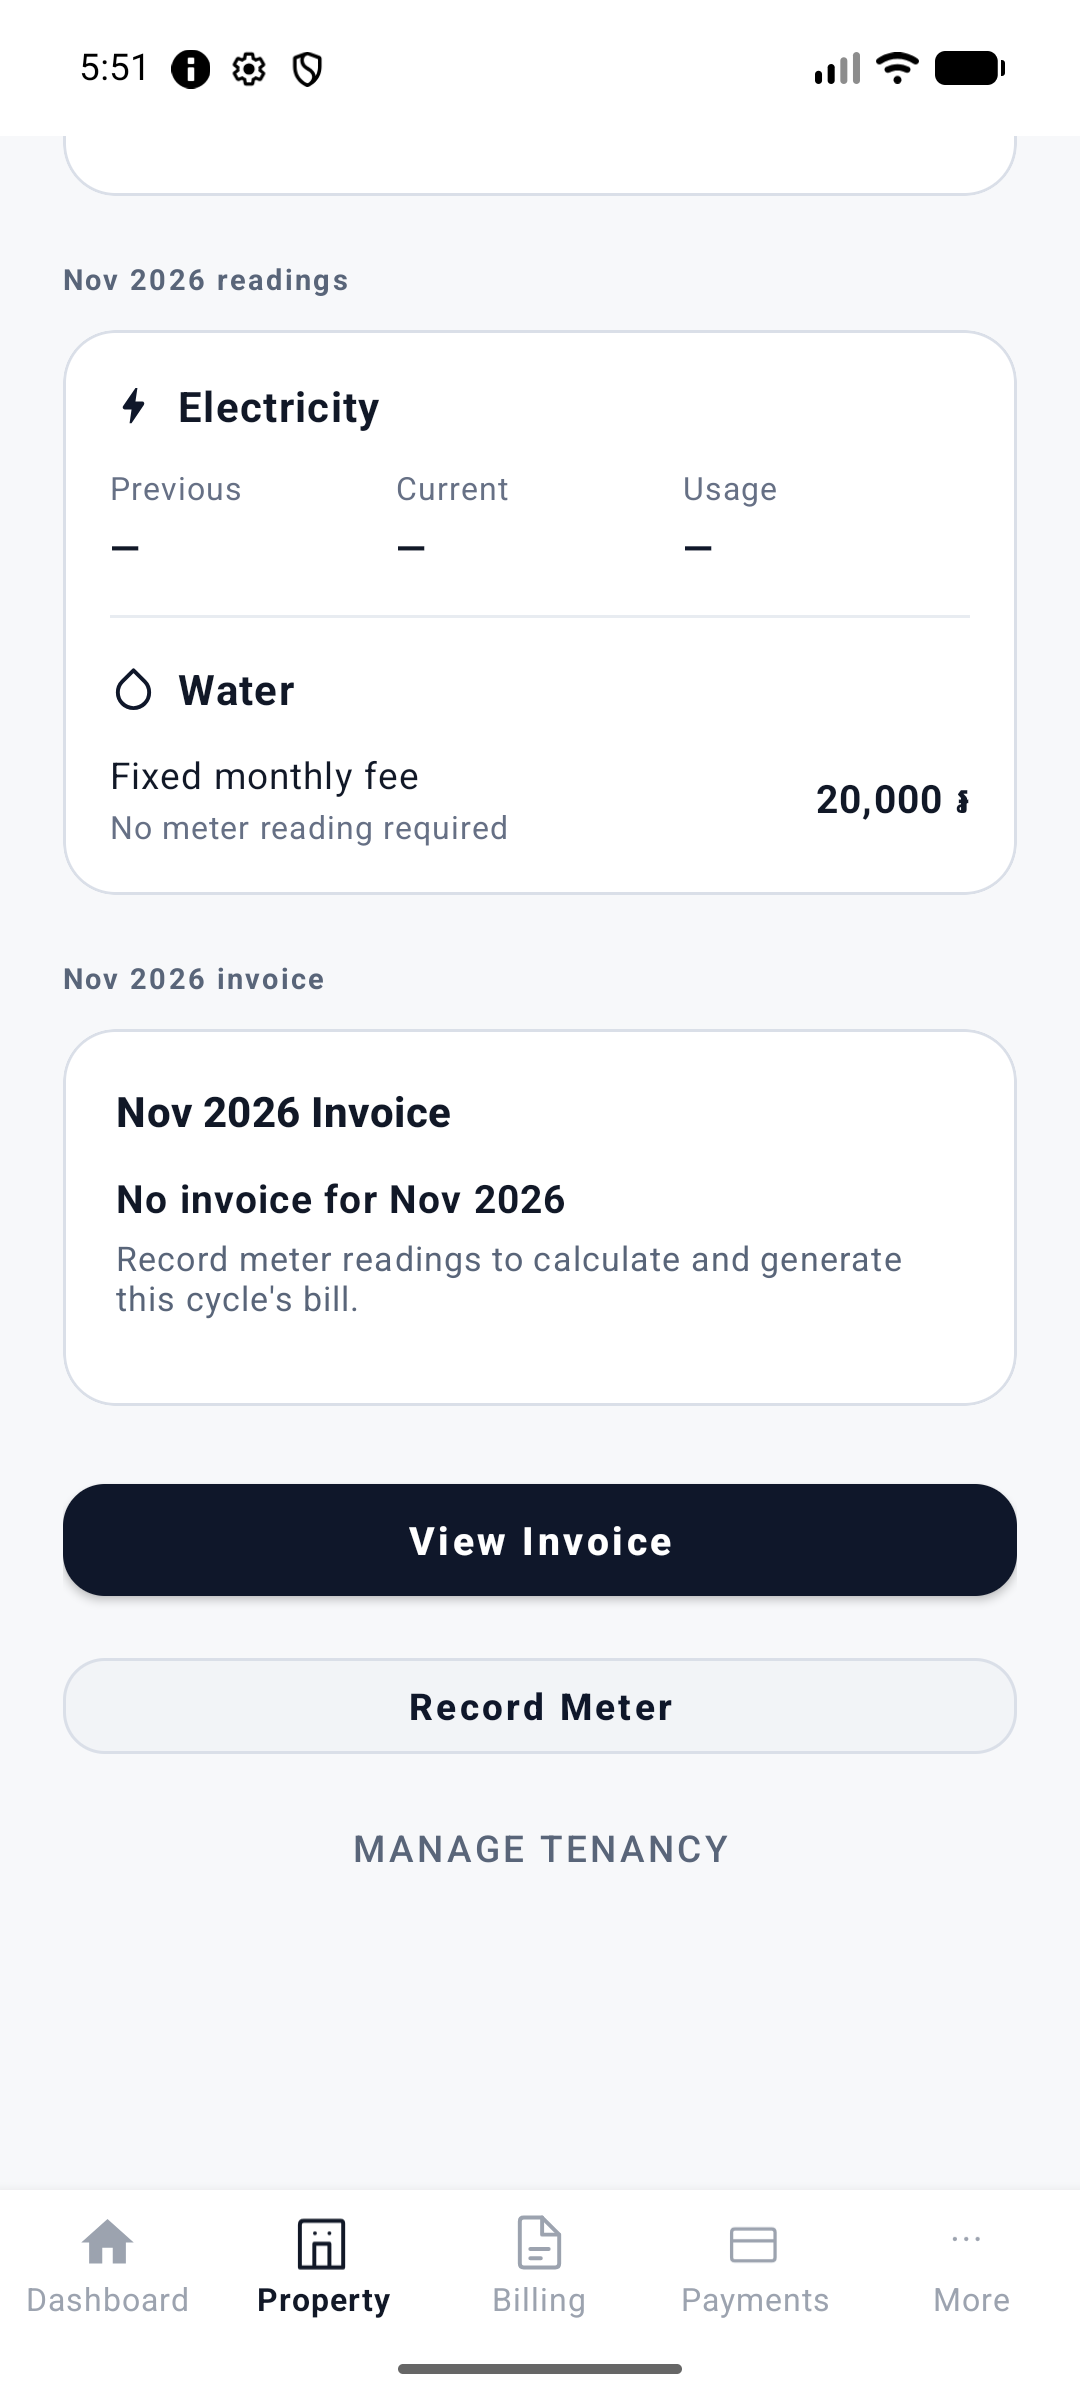 5:51
Nov 2026 readings
Electricity
Previous Current Usage
— — —
Water
Fixed monthly fee
20,000 ៛
No meter reading required
Nov 2026 invoice
Nov 2026 Invoice
No invoice for Nov 2026
Record meter readings to calculate and generate
this cycle's bill.
View Invoice
Record Meter
MANAGE TENANCY
Dashboard Property Billing Payments More